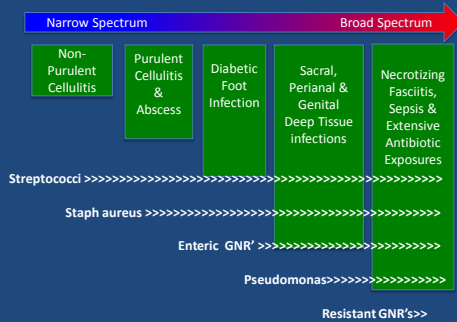 Narrow Spectrum
Broad Spectrum
Non-
Purulent
Cellulitis
Purulent
Cellulitis
&
Abscess
Diabetic
Foot
Infection
Sacral,
Perianal &
Genital
Deep Tissue
infections
Necrotizing
Fasciitis,
Sepsis &
Extensive
Antibiotic
Exposures
Streptococci >>>>>>>>>>>>>>>>>>>>>>>>>>>>>>>>>>>>>>>>>>>>>>>>>>>
Staph aureus >>>>>>>>>>>>>>>>>>>>>>>>>>>>>>>>>>>>>>>>>>
Enteric GNR' >>>>>>>>>>>>>>>>>>>>>>>>>>
Pseudomonas>>>>>>>>>>>>>>>>>
Resistant GNR's>>